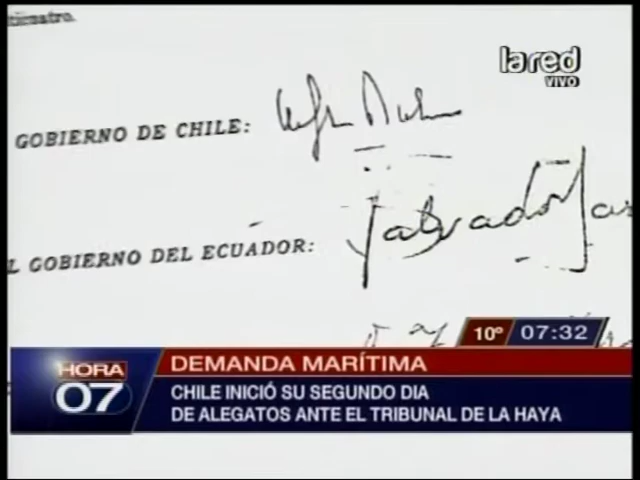 lared
VIVO
GOBIERNO DE CHILE:
L GOBIERNO DEL ECUADOR:
Salvador
10° 07:32
HORA
07
DEMANDA MARÍTIMA
CHILE INICIÓ SU SEGUNDO DIA
DE ALEGATOS ANTE EL TRIBUNAL DE LA HAYA